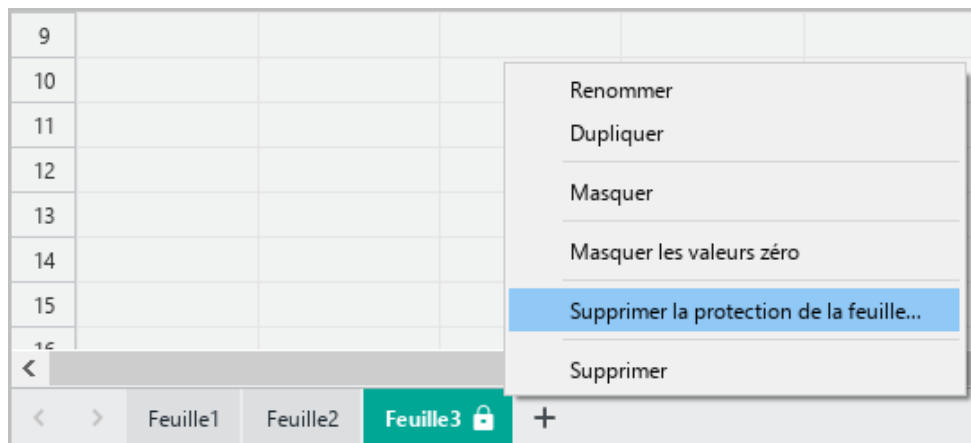 9
10
Renommer
11
Dupliquer
12
Masquer
13
14
Masquer les valeurs zéro
15
Supprimer la protection de la feuille...
16
Supprimer
Feuille1 Feuille2 Feuille3